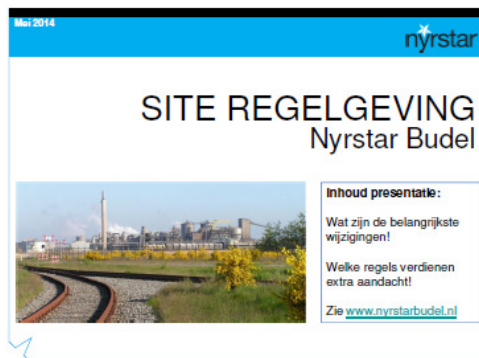 Mei 2014
nyrstar
SITE REGELGEVING
Nyrstar Budel
Inhoud presentatie:
Wat zijn de belangrijkste
wijzigingen!
Welke regels verdienen
extra aandacht!
Zie www.nyrstarbudel.nl